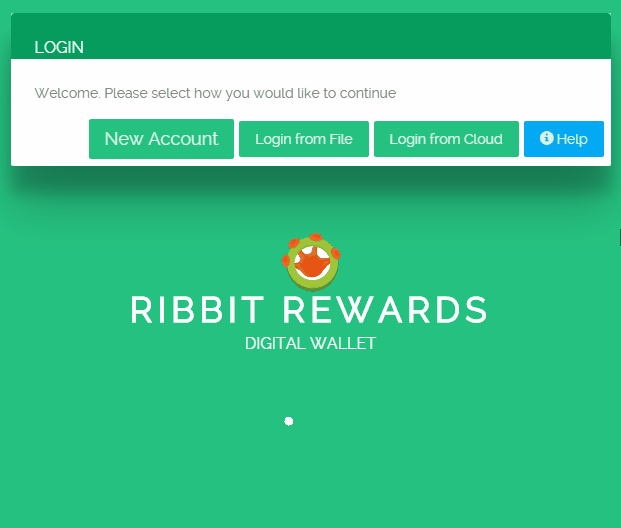 LOGIN
Welcome. Please select how you would like to continue
New Account Login from File Login from Cloud Help
RIBBIT REWARDS
DIGITAL WALLET